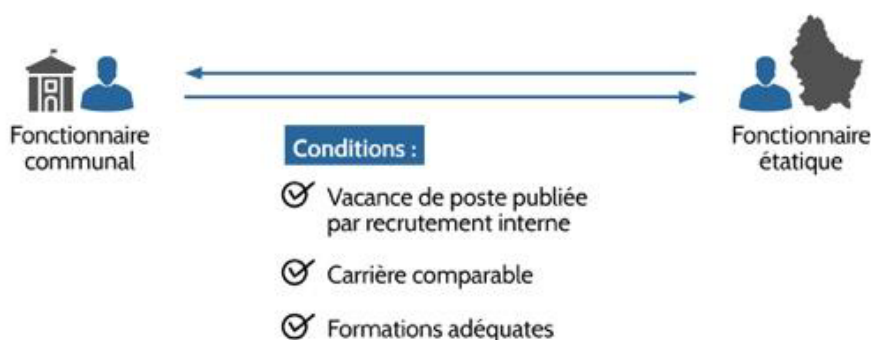 Fonctionnaire
communal
Fonctionnaire
étatique
Conditions :
Vacance de poste publiée
par recrutement interne
Carrière comparable
Formations adéquates